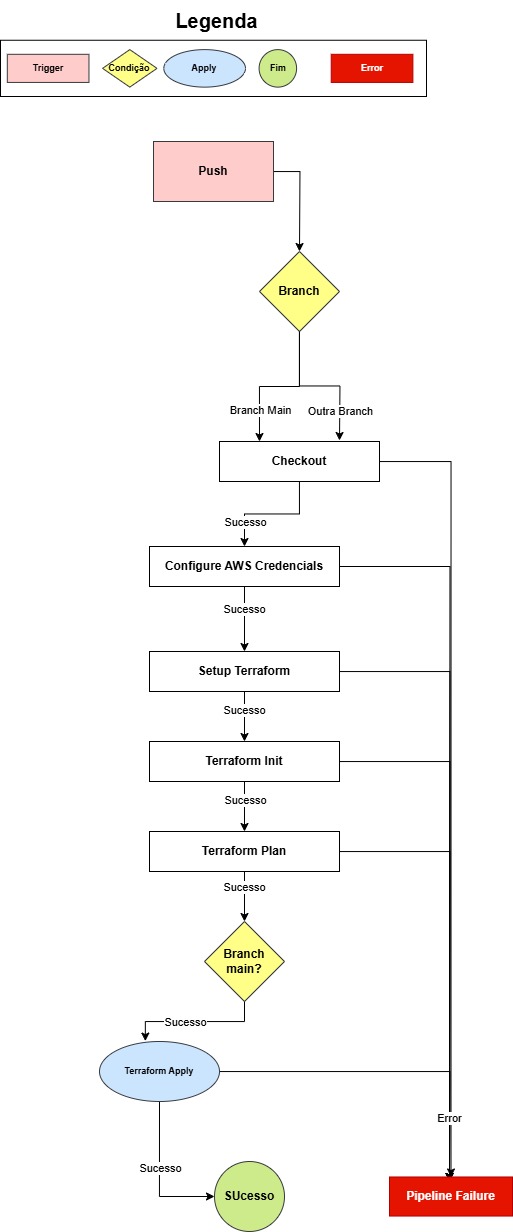 Legenda
Trigger
Condição
Apply
Fim
Error
Push
Branch
Branch Main
Outra Branch
Checkout
Sucesso
Configure AWS Credencials
Sucesso
Setup Terraform
Sucesso
Terraform Init
Sucesso
Terraform Plan
Sucesso
Branch
main?
Sucesso
Terraform Apply
Error
Sucesso
SUcesso
Pipeline Failure